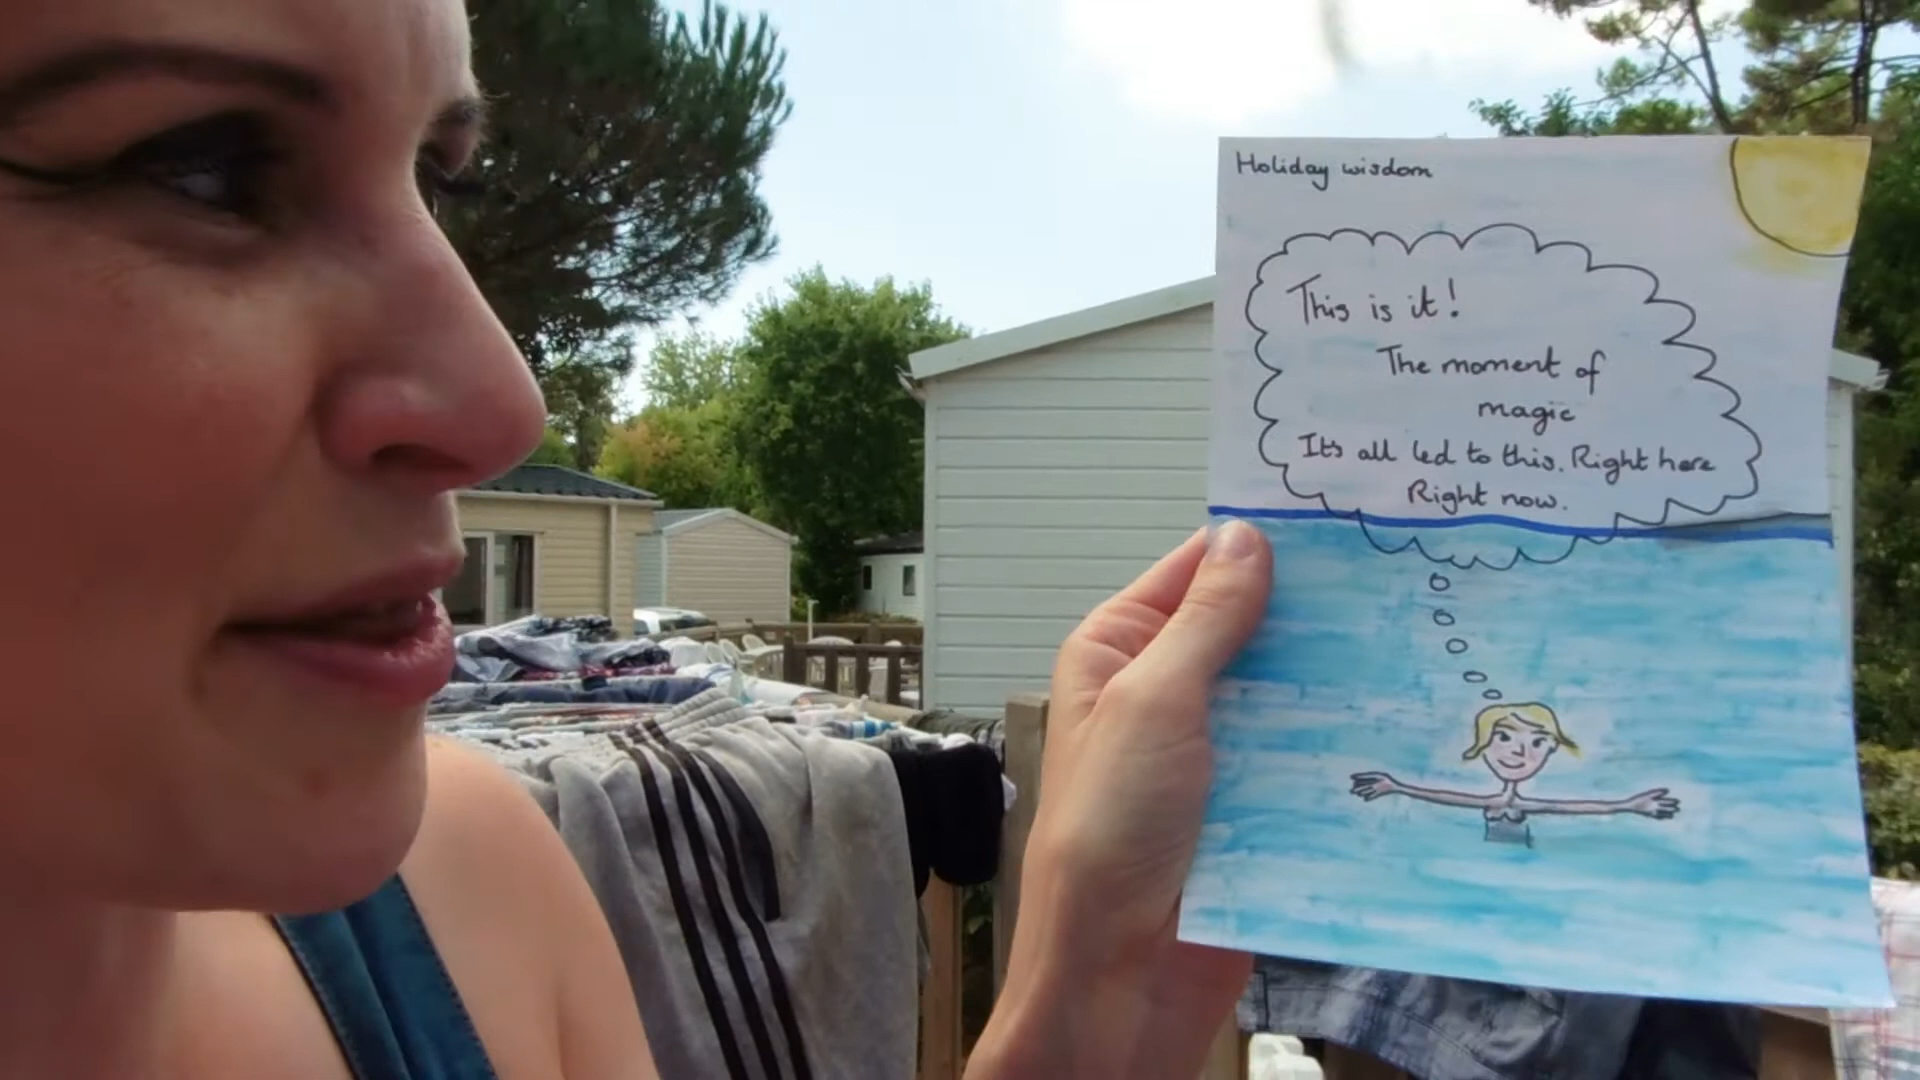 Holiday wisdom
This is it!
The moment of
magic
It's all led to this. Right here
Right now.